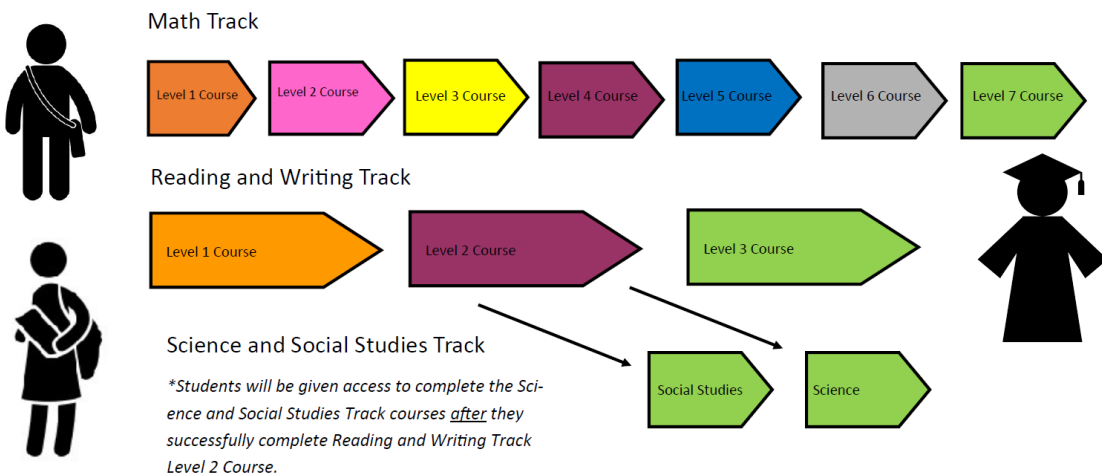 Math Track
Level 1 Course
Level 2 Course
Level 3 Course
Level 4 Course
Level 5 Course
Level 6 Course
Level 7 Course
Reading and Writing Track
Level 1 Course
Level 2 Course
Level 3 Course
Science and Social Studies Track
*Students will be given access to complete the Sci-
ence and Social Studies Track courses after they
successfully complete Reading and Writing Track
Level 2 Course.
Social Studies
Science